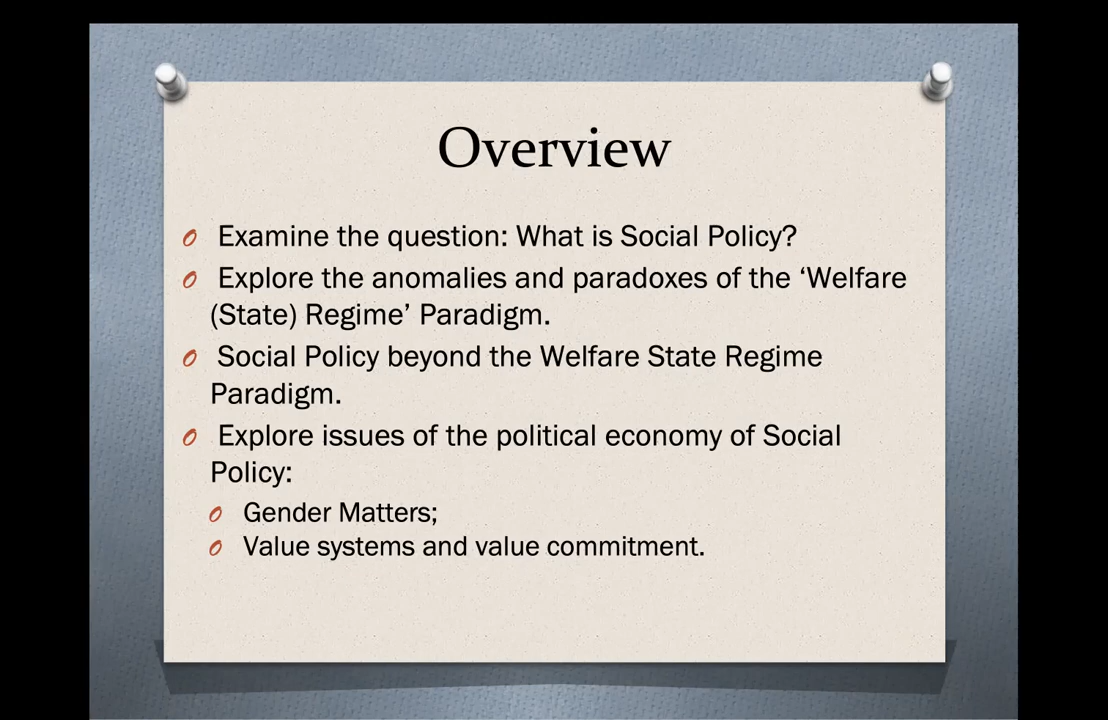 Overview
Examine the question: What is Social Policy?
Explore the anomalies and paradoxes of the ‘Welfare
(State) Regime’ Paradigm.
Social Policy beyond the Welfare State Regime
Paradigm.
Explore issues of the political economy of Social
Policy:
Gender Matters;
Value systems and value commitment.